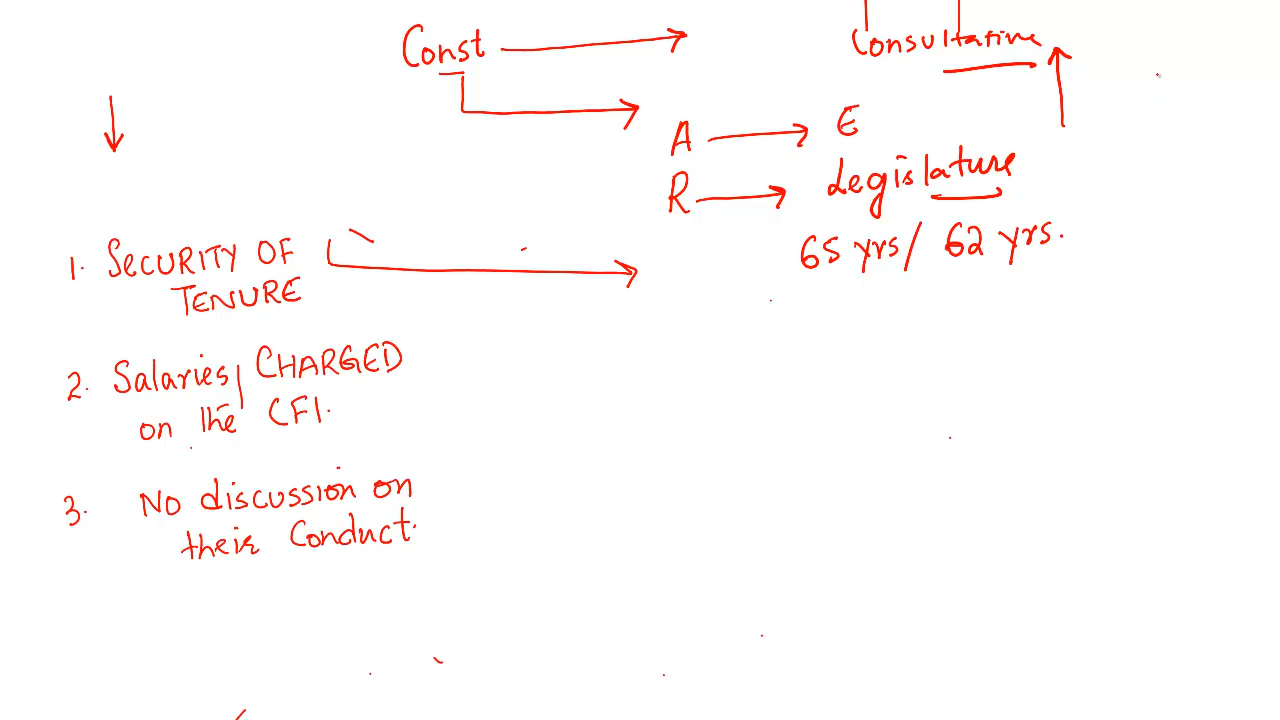 Const → Consultative
A → E
R → Legislature
65 yrs/ 62 yrs.
1. SECURITY OF
TENURE
2. Salaries, CHARGED
on the CFI.
3. NO discussion on
their Conduct.